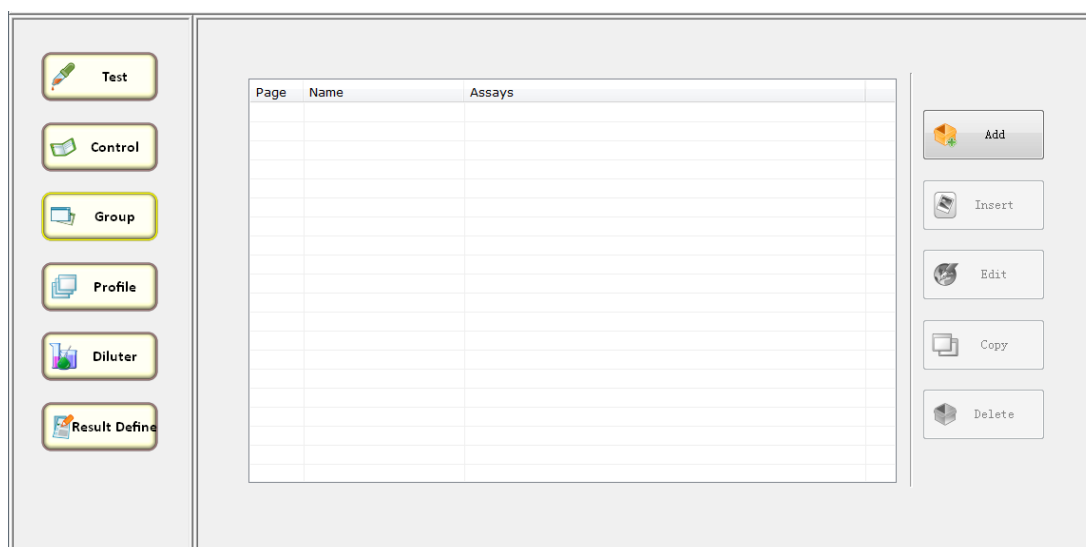 Test
Control
Group
Profile
Diluter
Result Define
Page Name Assays
Add
Insert
Edit
Copy
Delete